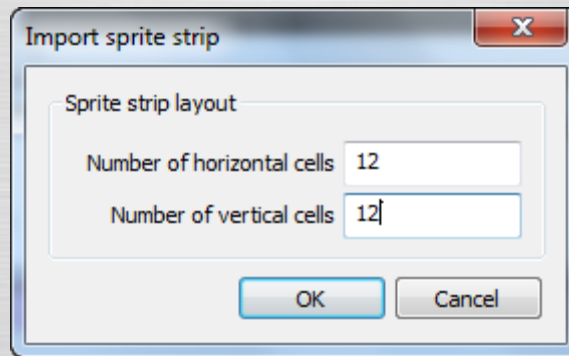 Import sprite strip
Sprite strip layout
Number of horizontal cells 12
Number of vertical cells 12
OK Cancel